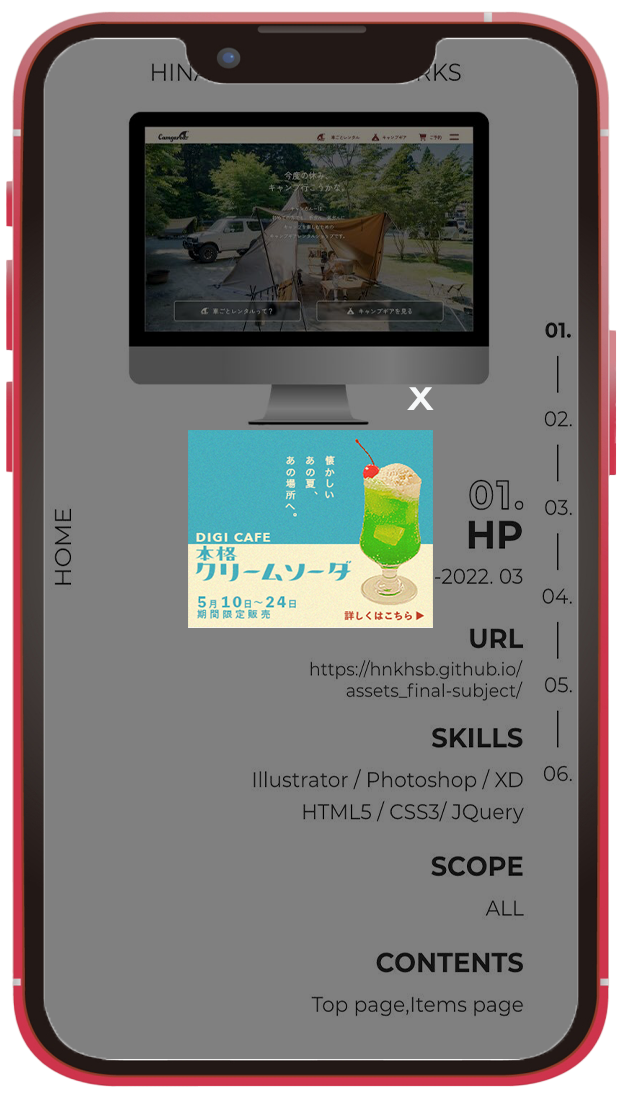 HINA
RKS
車ごとレンタル
キャンプギア
ご予約
今度の休み、
キャンプ行こうかな。
車ごとレンタルって？
キャンプギアを見る
X
懐かしい
あの夏、
あの場所へ。
DIGI CAFE
本格
クリームソーダ
5月10日〜24日
期間限定販売
詳しくはこちら▶
HOME
01.
HP
-2022. 03
URL
https://hnkhsb.github.io/
assets_final-subject/
SKILLS
Illustrator / Photoshop / XD
HTML5 / CSS3/ JQuery
SCOPE
ALL
CONTENTS
Top page,Items page
01.
02.
03.
04.
05.
06.